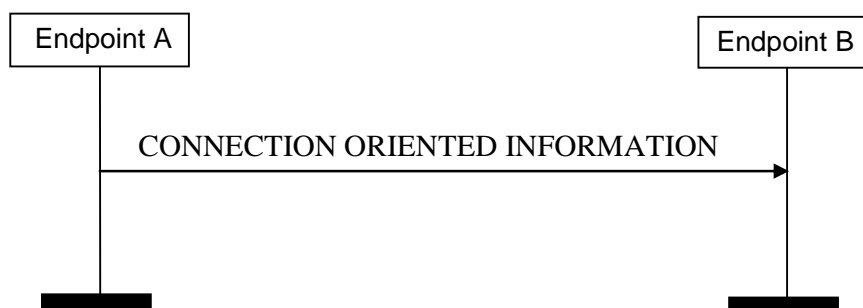 Endpoint A
Endpoint B
CONNECTION ORIENTED INFORMATION